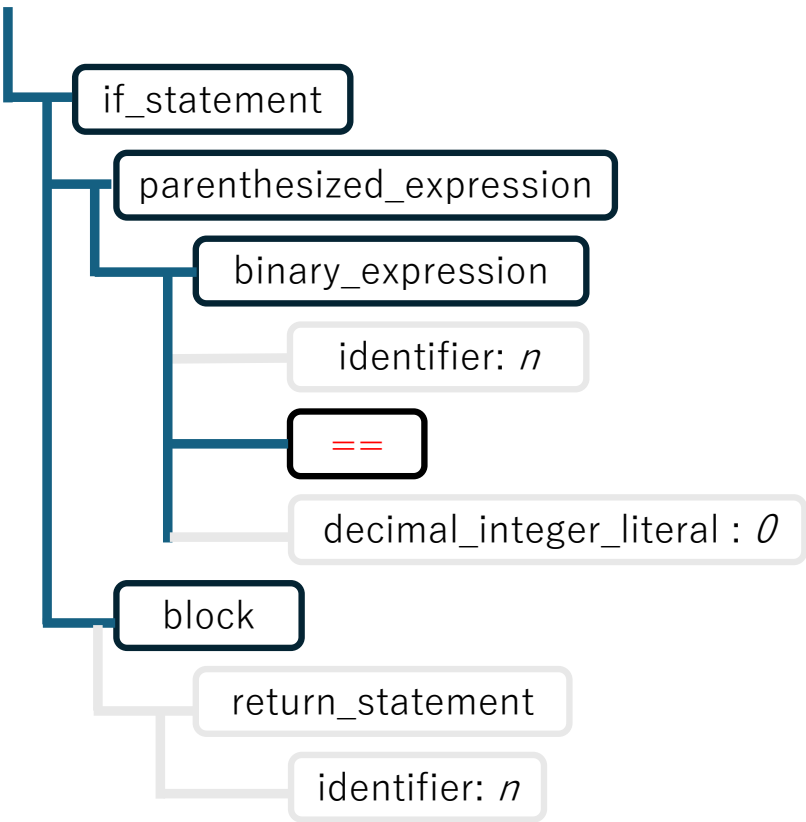 if_statement
parenthesized_expression
binary_expression
identifier: n
==
decimal_integer_literal : 0
block
return_statement
identifier: n